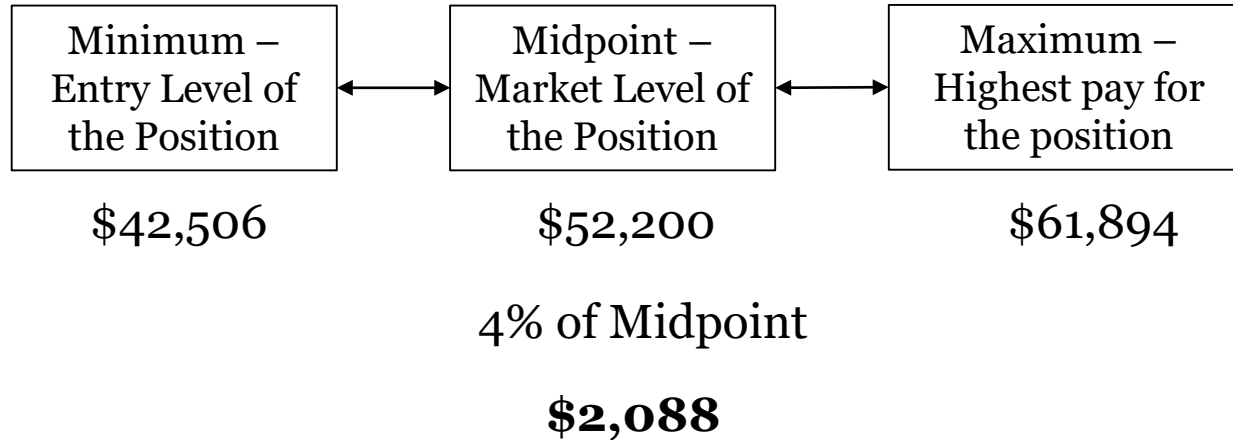 Minimum –
Entry Level of
the Position
Midpoint –
Market Level of
the Position
Maximum –
Highest pay for
the position
$42,506
$52,200
$61,894
4% of Midpoint
$2,088